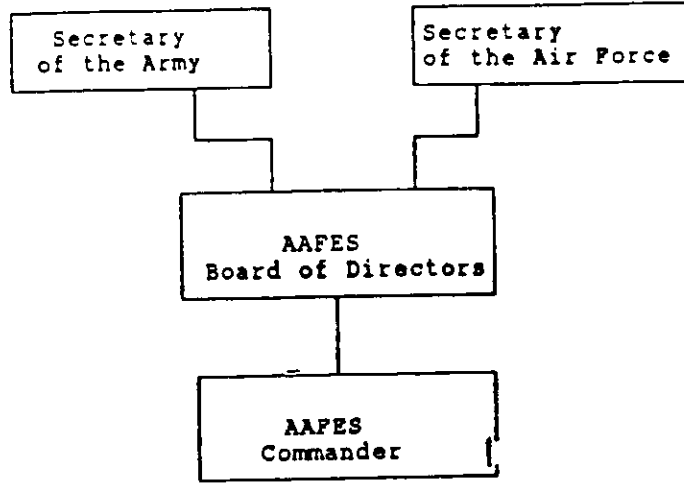 Secretary
of the Army
Secretary
of the Air Force
AAFES
Board of Directors
AAFES
Commander